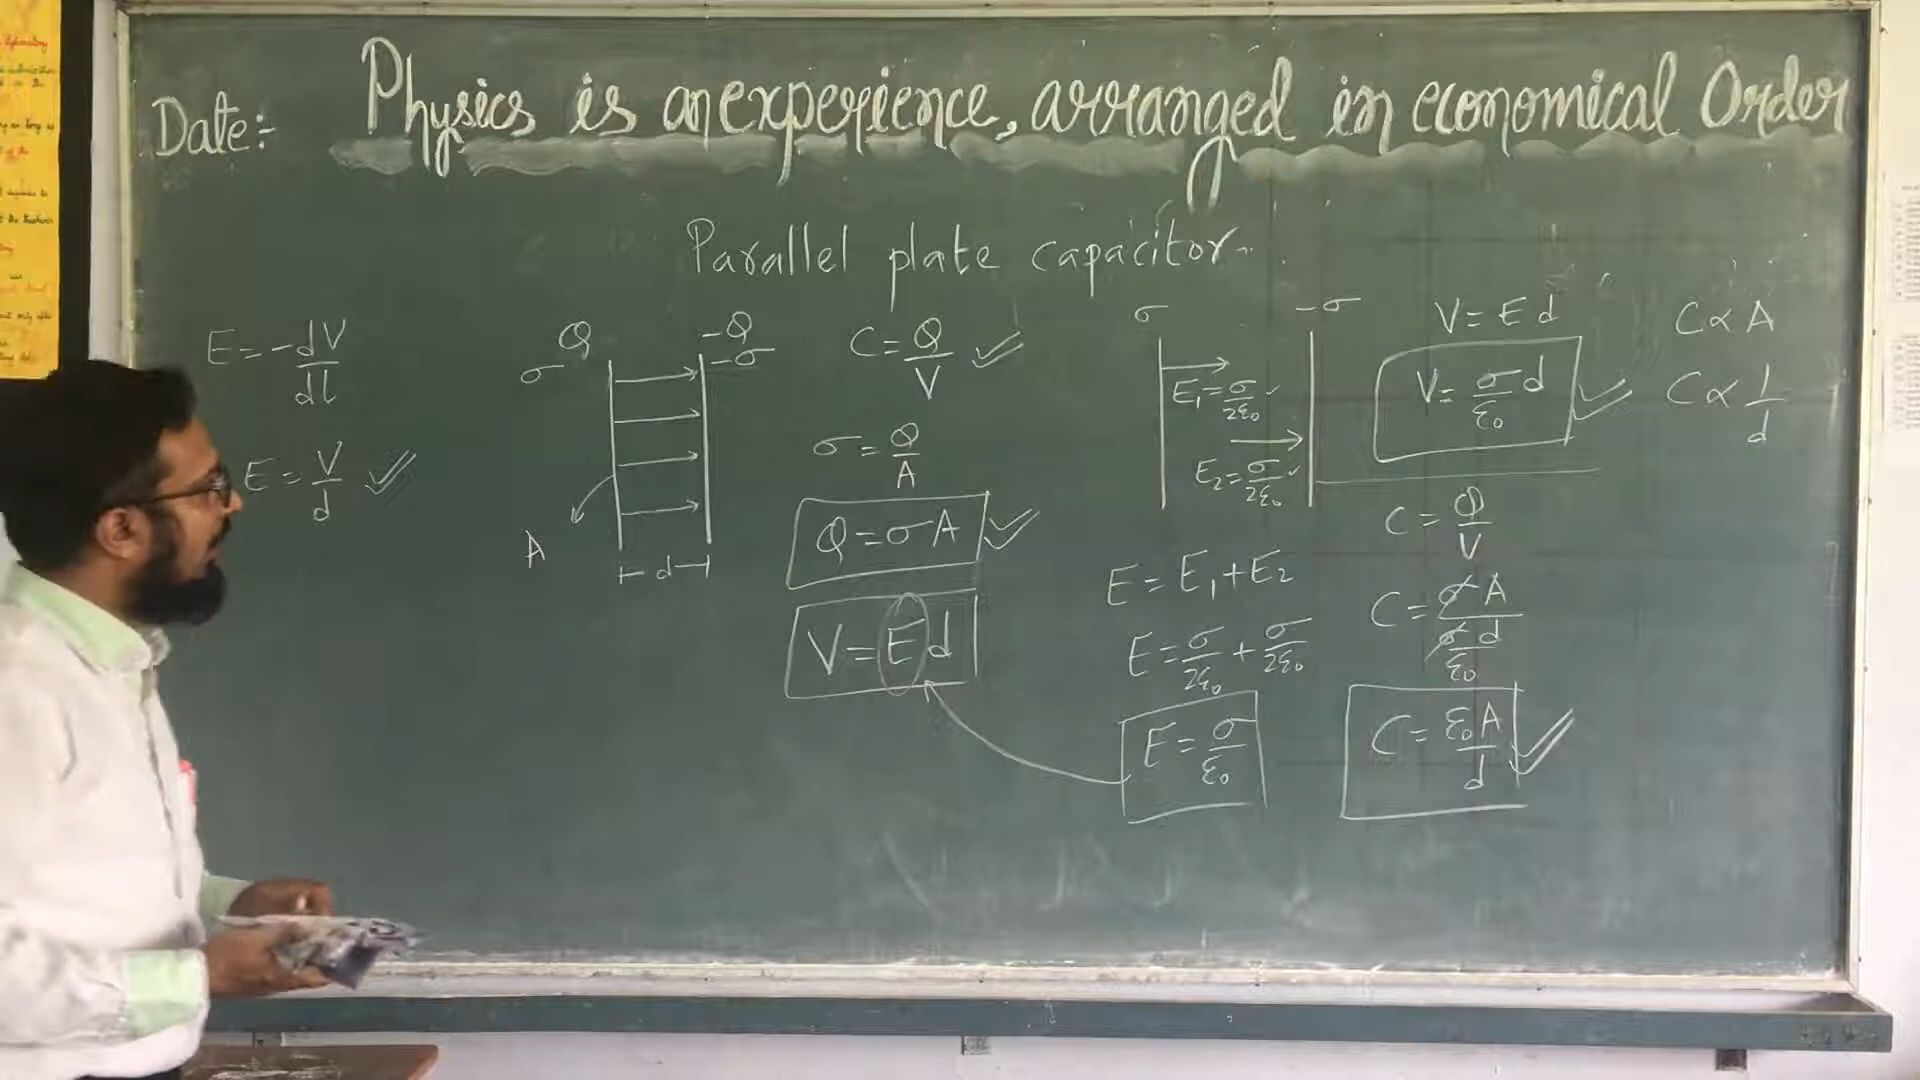 Date:-
Physics is an experience, arranged in economical Order
Parallel plate capacitor
E = -dV/dl
E = V/d
Q
σ
-Q
-σ
A
d
C = Q/V
σ = Q/A
Q = σA
V = Ed
σ
-σ
E₁ = σ/2ε₀
E₂ = σ/2ε₀
E = E₁ + E₂
E = σ/2ε₀ + σ/2ε₀
E = σ/ε₀
V = Ed
V = σ/ε₀ d
C = Q/V
C = σA/(σd/ε₀)
C = ε₀A/d
C ∝ A
C ∝ 1/d